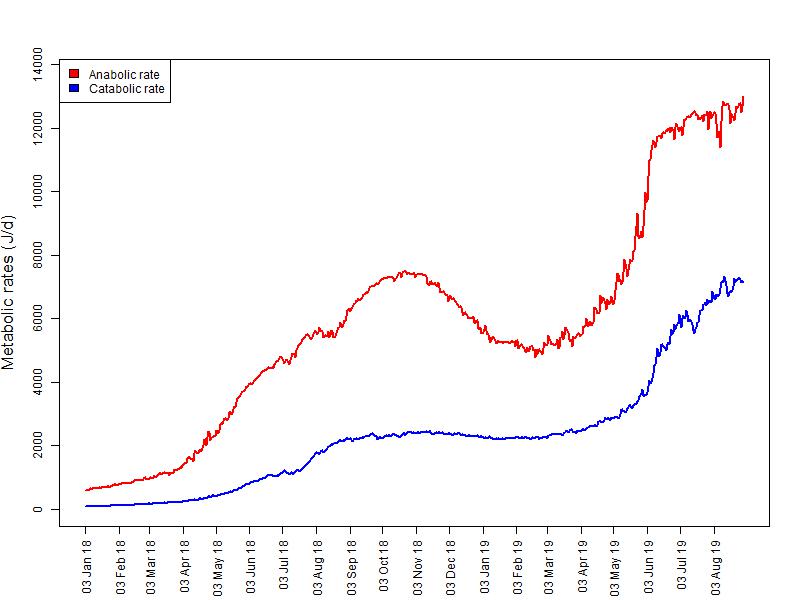 Anabolic rate
Catabolic rate
Metabolic rates (J/d)
14000
12000
10000
8000
6000
4000
2000
0
03 Jan 18
03 Feb 18
03 Mar 18
03 Apr 18
03 May 18
03 Jun 18
03 Jul 18
03 Aug 18
03 Sep 18
03 Oct 18
03 Nov 18
03 Dec 18
03 Jan 19
03 Feb 19
03 Mar 19
03 Apr 19
03 May 19
03 Jun 19
03 Jul 19
03 Aug 19